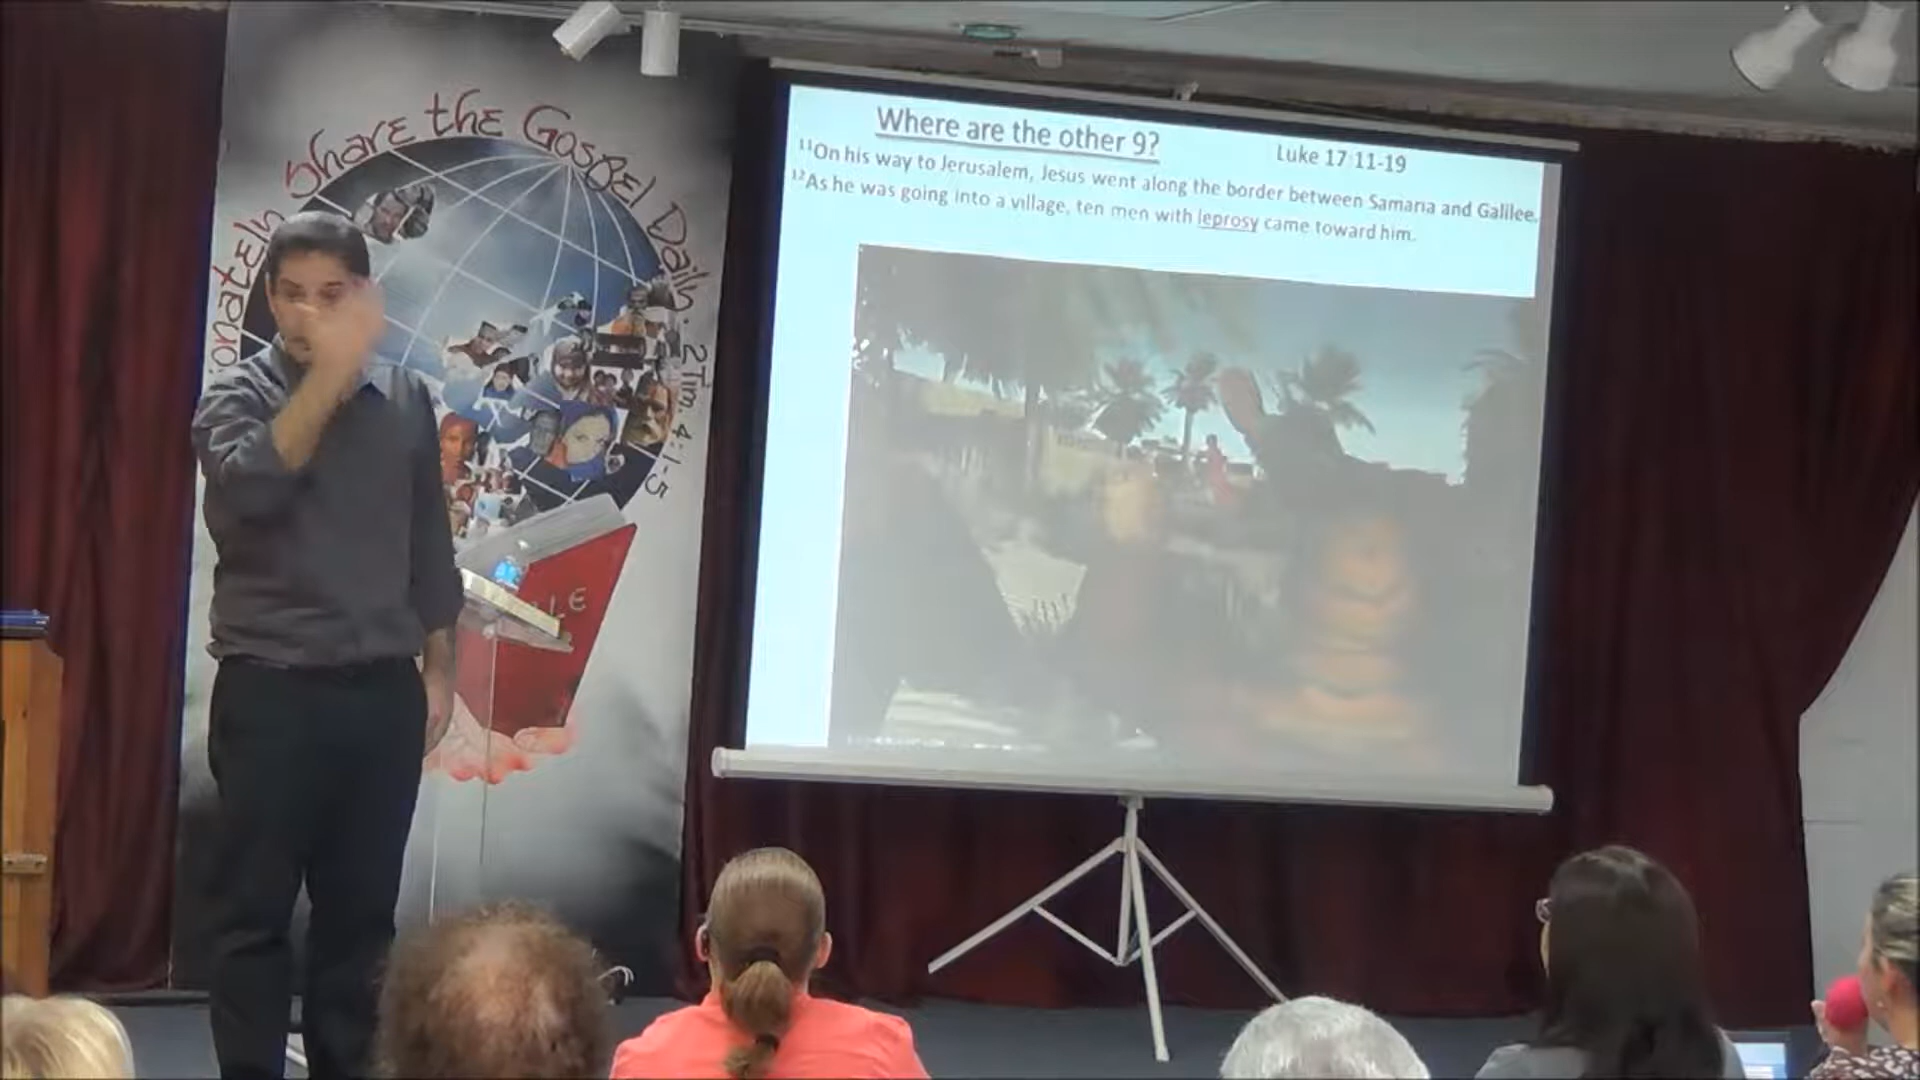 onately Share the Gospel Daily. 2Tim. 4:1-5
Where are the other 9?
Luke 17 11-19
11On his way to Jerusalem, Jesus went along the border between Samaria and Galilee.
12As he was going into a village, ten men with leprosy came toward him.
LE